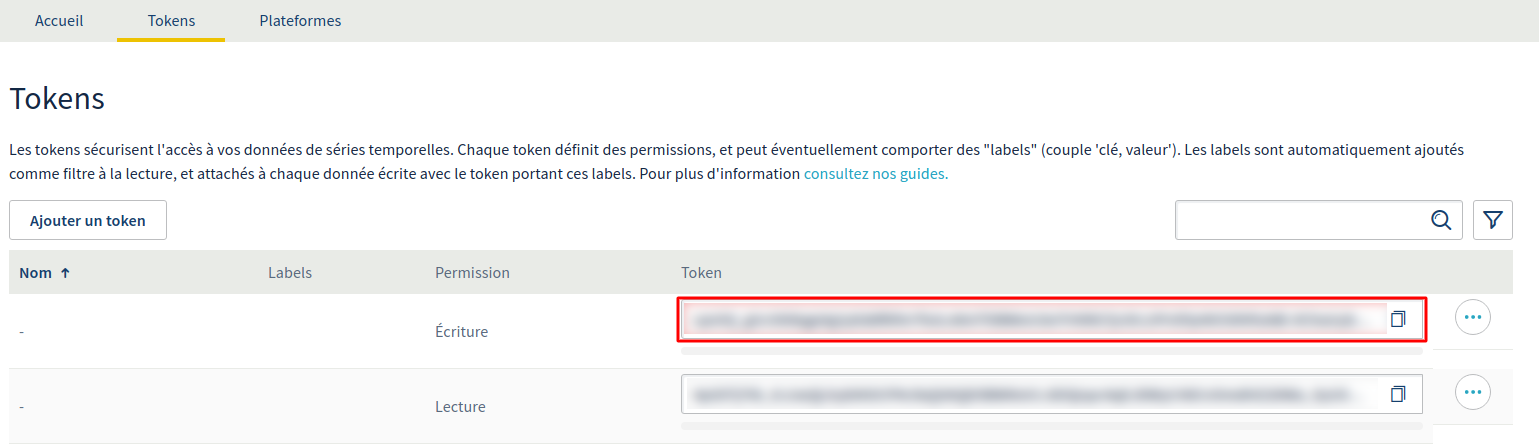 Accueil Tokens Plateformes
Tokens
Les tokens sécurisent l'accès à vos données de séries temporelles. Chaque token définit des permissions, et peut éventuellement comporter des "labels" (couple 'clé, valeur'). Les labels sont automatiquement ajoutés
comme filtre à la lecture, et attachés à chaque donnée écrite avec le token portant ces labels. Pour plus d'information consultez nos guides.
Ajouter un token
Nom ↑ Labels Permission Token
- Écriture
- Lecture